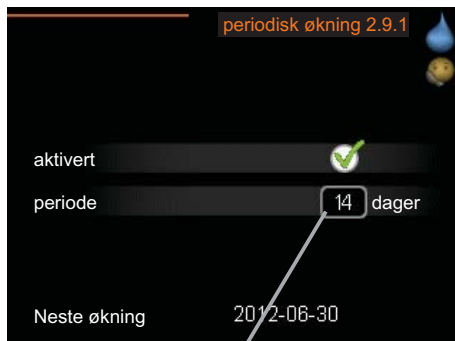 periodisk økning 2.9.1
aktivert
periode 14 dager
Neste økning 2012-06-30